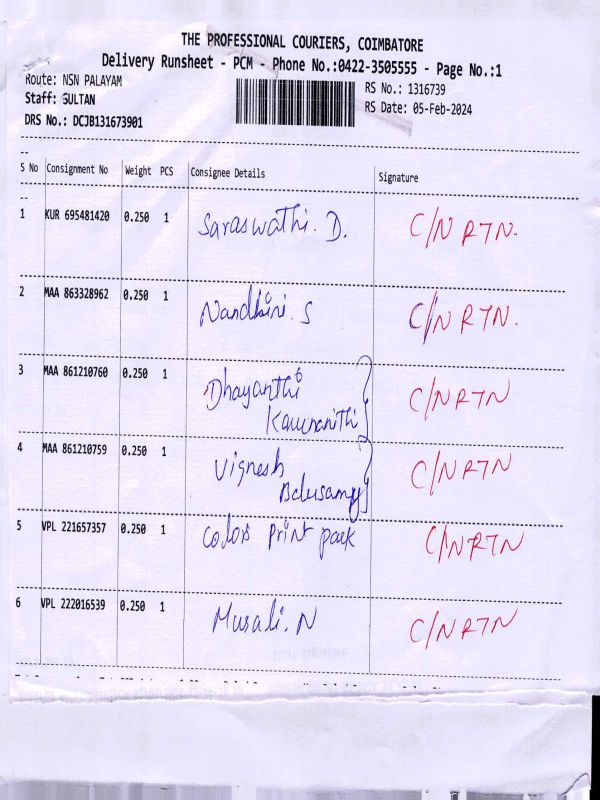 THE PROFESSIONAL COURIERS, COIMBATORE
Delivery Runsheet - PCM - Phone No.:0422-3505555 - Page No.:1
Route: NSN PALAYAM
RS No.: 1316739
Staff: SULTAN
RS Date: 05-Feb-2024
DRS No.: DCJB131673901
S No Consignment No Weight PCS Consignee Details Signature
1 KUR 695481420 0.250 1 Saraswathi. D. C/N RTN.
2 MAA 863328962 0.250 1 Nandhini. S C/N RTN.
3 MAA 861210760 0.250 1 Dhayanthi C/N RTN
4 MAA 861210759 0.250 1 Vignesh C/N RTN
Balusamy
5 VPL 221657357 0.250 1 Colors print pack C/N RTN
6 VPL 222016539 0.250 1 Murali. N C/N RTN